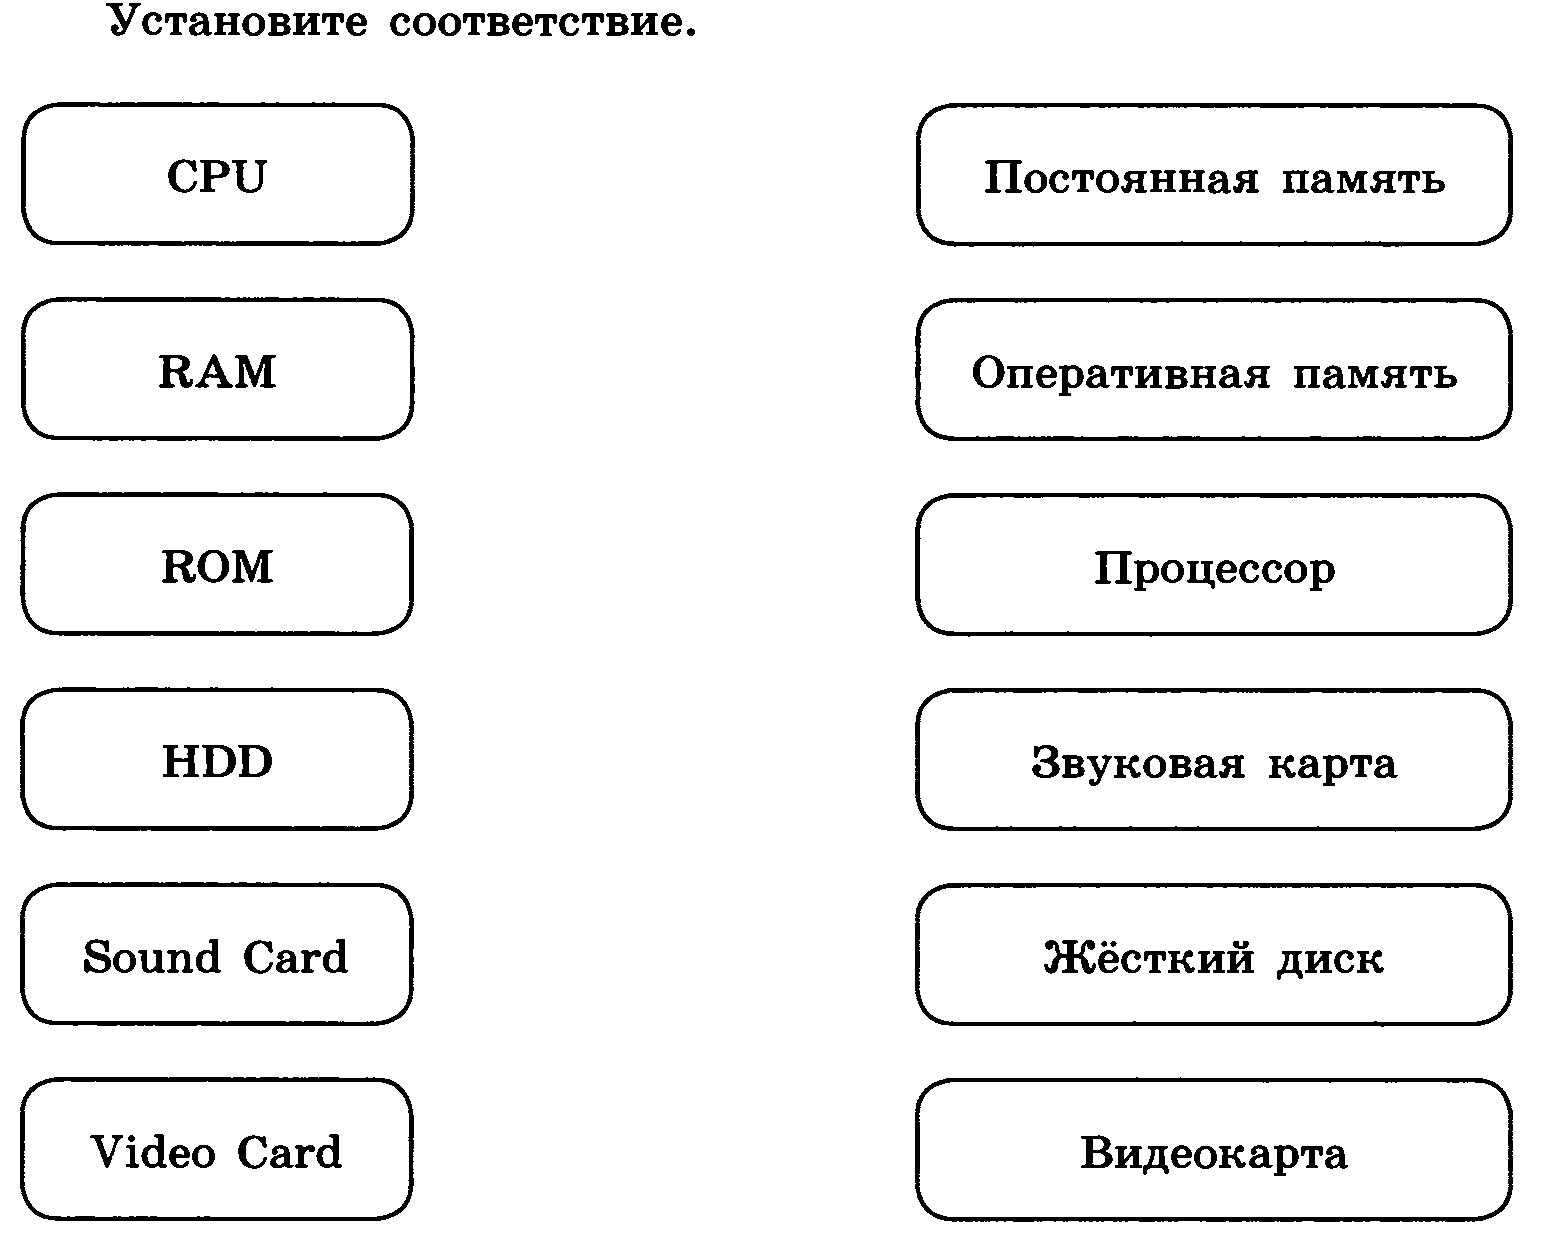 Установите соответствие.
CPU
Постоянная память
RAM
Оперативная память
ROM
Процессор
HDD
Звуковая карта
Sound Card
Жёсткий диск
Video Card
Видеокарта